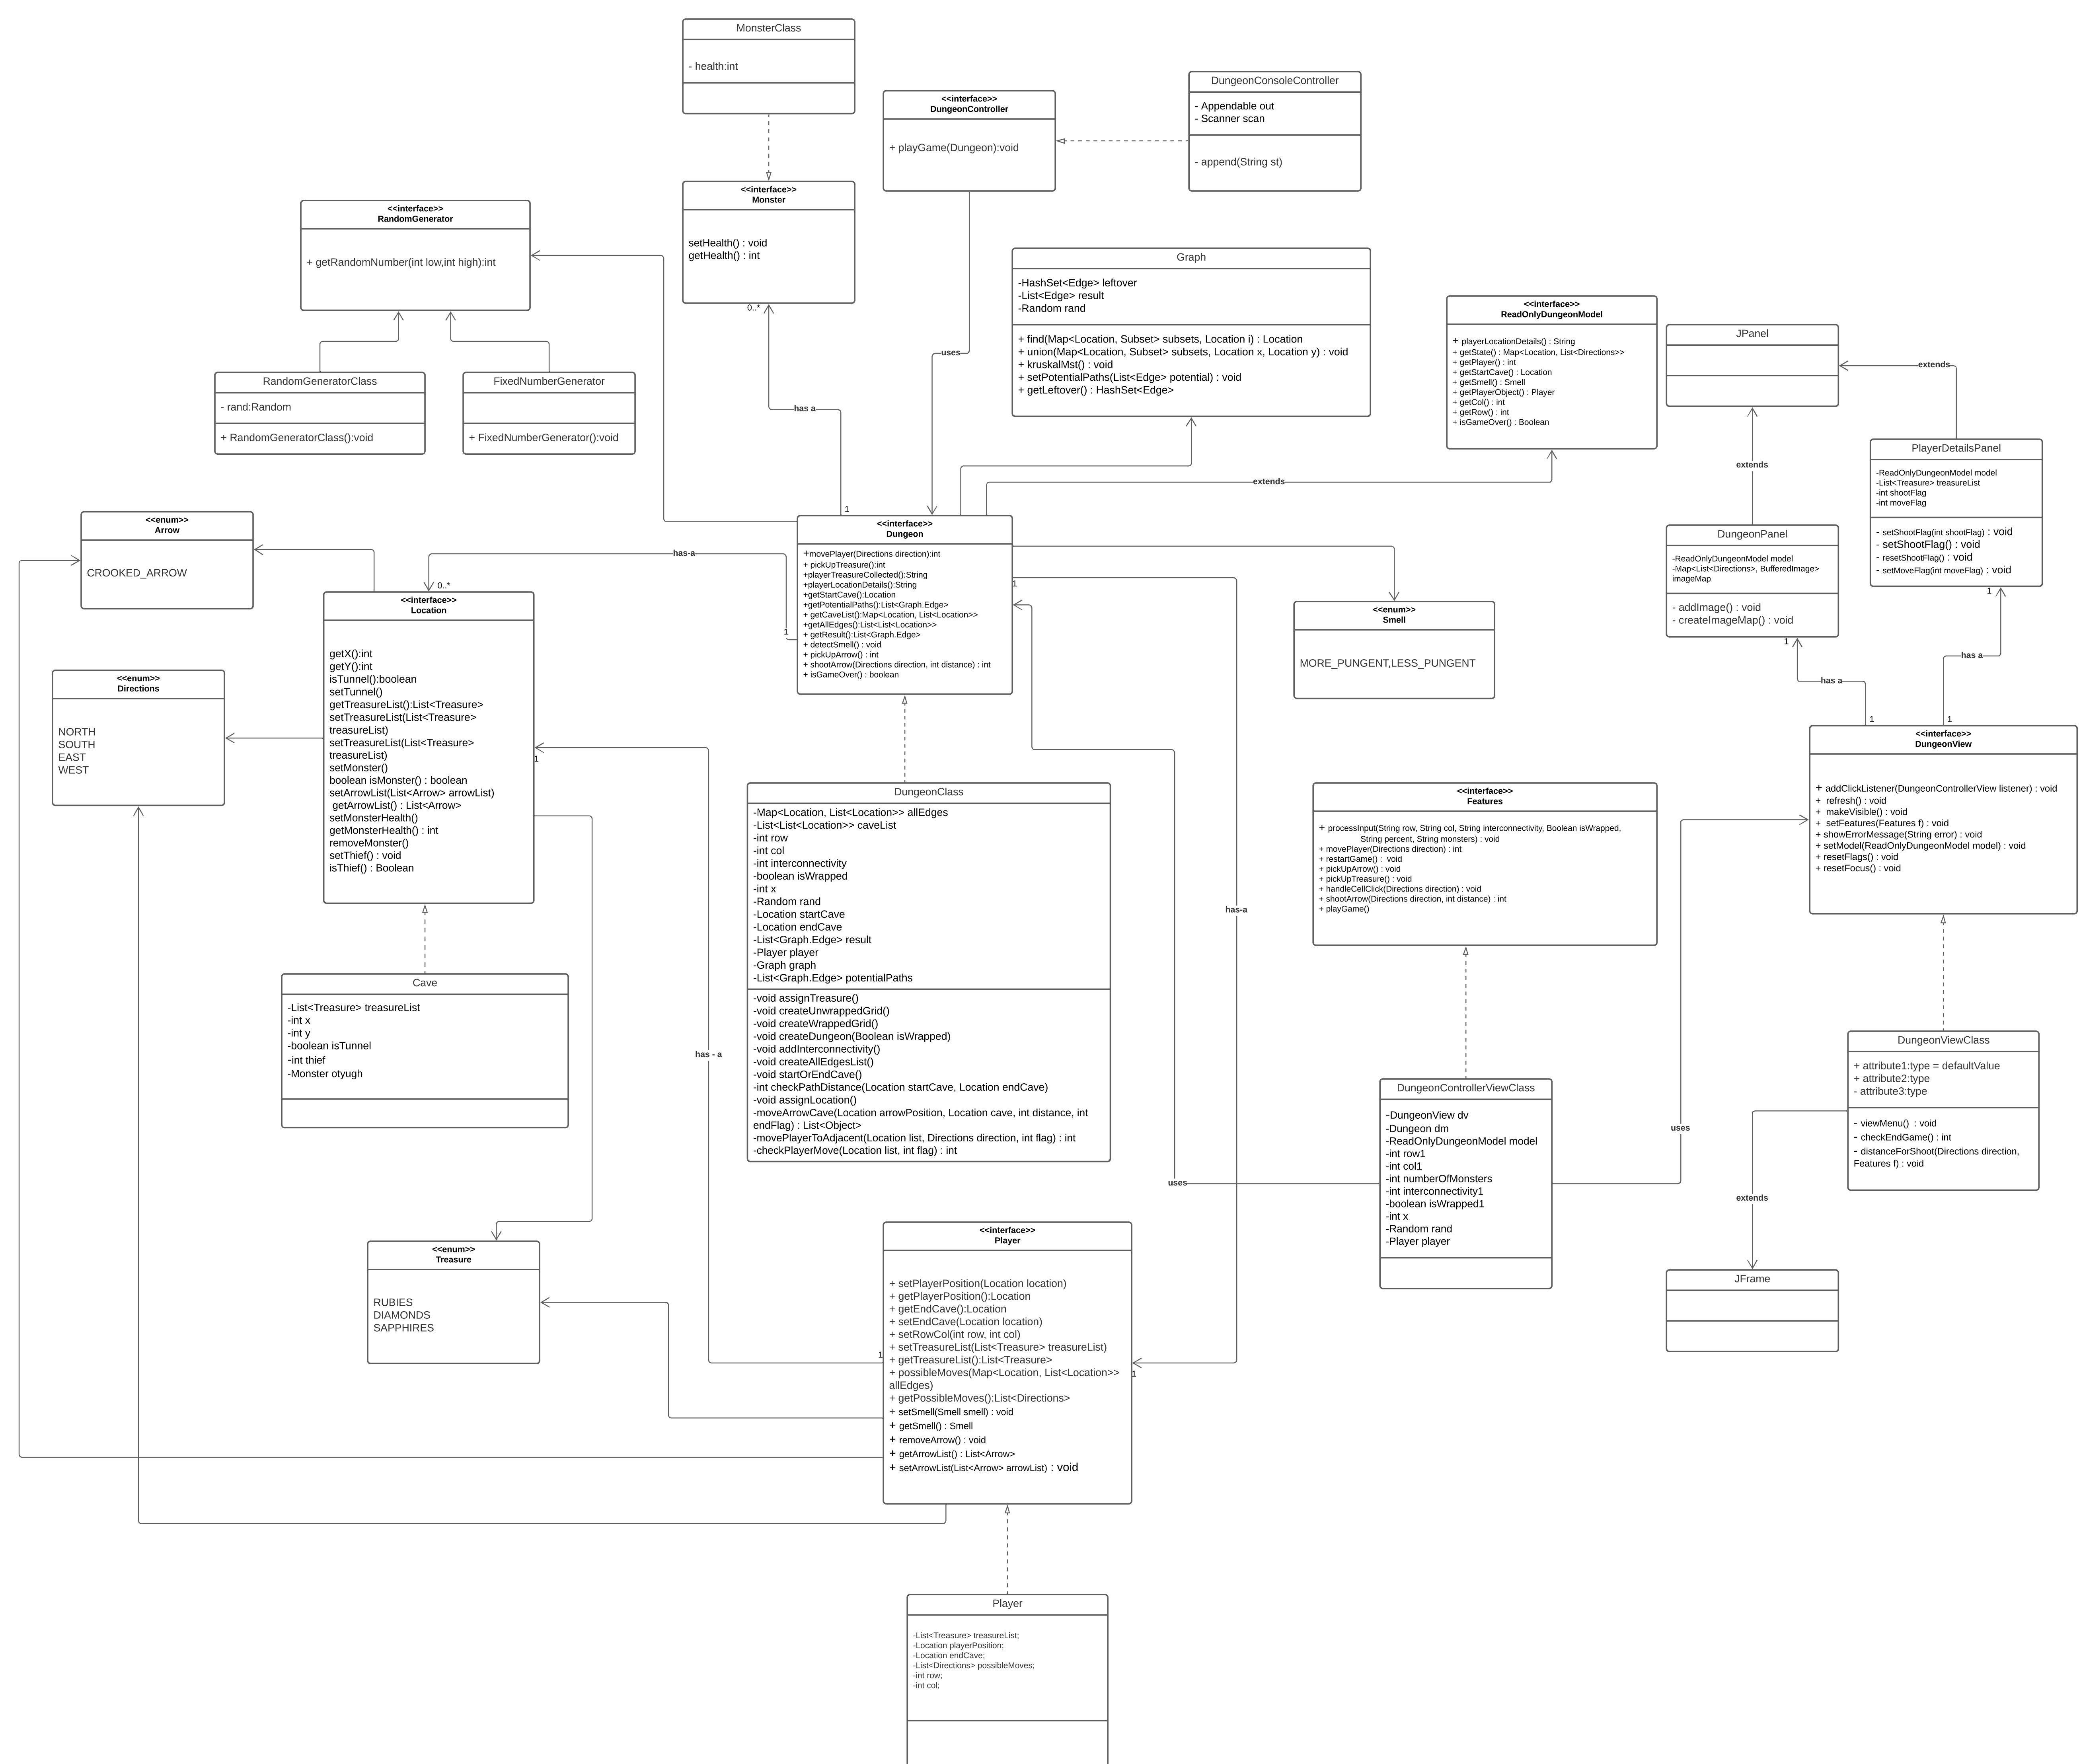 MonsterClass
- health:int
<<interface>>
DungeonController
+ playGame(Dungeon):void
DungeonConsoleController
- Appendable out
- Scanner scan
- append(String st)
<<interface>>
RandomGenerator
+ getRandomNumber(int low,int high):int
<<interface>>
Monster
setHealth() : void
getHealth() : int
0..*
uses
has a
Graph
-HashSet<Edge> leftover
-List<Edge> result
-Random rand
+ find(Map<Location, Subset> subsets, Location i) : Location
+ union(Map<Location, Subset> subsets, Location x, Location y) : void
+ kruskalMst() : void
+ setPotentialPaths(List<Edge> potential) : void
+ getLeftover() : HashSet<Edge>
<<interface>>
ReadOnlyDungeonModel
+ playerLocationDetails() : String
+ getState() : Map<Location, List<Directions>>
+ getPlayer() : int
+ getStartCave() : Location
+ getSmell() : Smell
+ getPlayerObject() : Player
+ getCol() : int
+ getRow() : int
+ isGameOver() : Boolean
JPanel
extends
RandomGeneratorClass
- rand:Random
+ RandomGeneratorClass():void
FixedNumberGenerator
+ FixedNumberGenerator():void
PlayerDetailsPanel
-ReadOnlyDungeonModel model
-List<Treasure> treasureList
-int shootFlag
-int moveFlag
- setShootFlag(int shootFlag) : void
- setShootFlag() : void
- resetShootFlag() : void
- setMoveFlag(int moveFlag) : void
1
extends
extends
1
<<enum>>
Arrow
CROOKED_ARROW
<<interface>>
Dungeon
+movePlayer(Directions direction):int
+ pickUpTreasure():int
+playerTreasureCollected():String
+playerLocationDetails():String
+getStartCave():Location
+getPotentialPaths():List<Graph.Edge>
+ getCaveList():Map<Location, List<Location>>
+getAllEdges():List<List<Location>>
+ getResult():List<Graph.Edge>
+ detectSmell() : void
+ pickUpArrow() : int
+ shootArrow(Directions direction, int distance) : int
+ isGameOver() : boolean
has-a
0..*
1
1
DungeonPanel
-ReadOnlyDungeonModel model
-Map<List<Directions>, BufferedImage>
imageMap
- addImage() : void
- createImageMap() : void
1
<<interface>>
Location
getX():int
getY():int
isTunnel():boolean
setTunnel()
getTreasureList():List<Treasure>
setTreasureList(List<Treasure>
treasureList)
setTreasureList(List<Treasure>
treasureList)
setMonster()
boolean isMonster() : boolean
setArrowList(List<Arrow> arrowList)
getArrowList() : List<Arrow>
setMonsterHealth()
getMonsterHealth() : int
removeMonster()
setThief() : void
isThief() : Boolean
1
<<enum>>
Smell
MORE_PUNGENT,LESS_PUNGENT
has a
has a
1
1
<<enum>>
Directions
NORTH
SOUTH
EAST
WEST
<<interface>>
DungeonView
+ addClickListener(DungeonControllerView listener) : void
+ refresh() : void
+ makeVisible() : void
+ setFeatures(Features f) : void
+ showErrorMessage(String error) : void
+ setModel(ReadOnlyDungeonModel model) : void
+ resetFlags() : void
+ resetFocus() : void
DungeonClass
-Map<Location, List<Location>> allEdges
-List<List<Location>> caveList
-int row
-int col
-int interconnectivity
-boolean isWrapped
-int x
-Random rand
-Location startCave
-Location endCave
-List<Graph.Edge> result
-Player player
-Graph graph
-List<Graph.Edge> potentialPaths
-void assignTreasure()
-void createUnwrappedGrid()
-void createWrappedGrid()
-void createDungeon(Boolean isWrapped)
-void addInterconnectivity()
-void createAllEdgesList()
-void startOrEndCave()
-int checkPathDistance(Location startCave, Location endCave)
-void assignLocation()
-moveArrowCave(Location arrowPosition, Location cave, int distance, int
endFlag) : List<Object>
-movePlayerToAdjacent(Location list, Directions direction, int flag) : int
-checkPlayerMove(Location list, int flag) : int
<<interface>>
Features
+ processInput(String row, String col, String interconnectivity, Boolean isWrapped,
String percent, String monsters) : void
+ movePlayer(Directions direction) : int
+ restartGame() : void
+ pickUpArrow() : void
+ pickUpTreasure() : void
+ handleCellClick(Directions direction) : void
+ shootArrow(Directions direction, int distance) : int
+ playGame()
has-a
Cave
-List<Treasure> treasureList
-int x
-int y
-boolean isTunnel
-int thief
-Monster otyugh
has - a
DungeonViewClass
+ attribute1:type = defaultValue
+ attribute2:type
- attribute3:type
- viewMenu() : void
- checkEndGame() : int
- distanceForShoot(Directions direction,
Features f) : void
DungeonControllerViewClass
-DungeonView dv
-Dungeon dm
-ReadOnlyDungeonModel model
-int row1
-int col1
-int numberOfMonsters
-int interconnectivity1
-boolean isWrapped1
-int x
-Random rand
-Player player
uses
uses
extends
<<enum>>
Treasure
RUBIES
DIAMONDS
SAPPHIRES
<<interface>>
Player
+ setPlayerPosition(Location location)
+ getPlayerPosition():Location
+ getEndCave():Location
+ setEndCave(Location location)
+ setRowCol(int row, int col)
+ setTreasureList(List<Treasure> treasureList)
+ getTreasureList():List<Treasure>
+ possibleMoves(Map<Location, List<Location>>
allEdges)
+ getPossibleMoves():List<Directions>
+ setSmell(Smell smell) : void
+ getSmell() : Smell
+ removeArrow() : void
+ getArrowList() : List<Arrow>
+ setArrowList(List<Arrow> arrowList) : void
1
1
JFrame
Player
-List<Treasure> treasureList;
-Location playerPosition;
-Location endCave;
-List<Directions> possibleMoves;
-int row;
-int col;